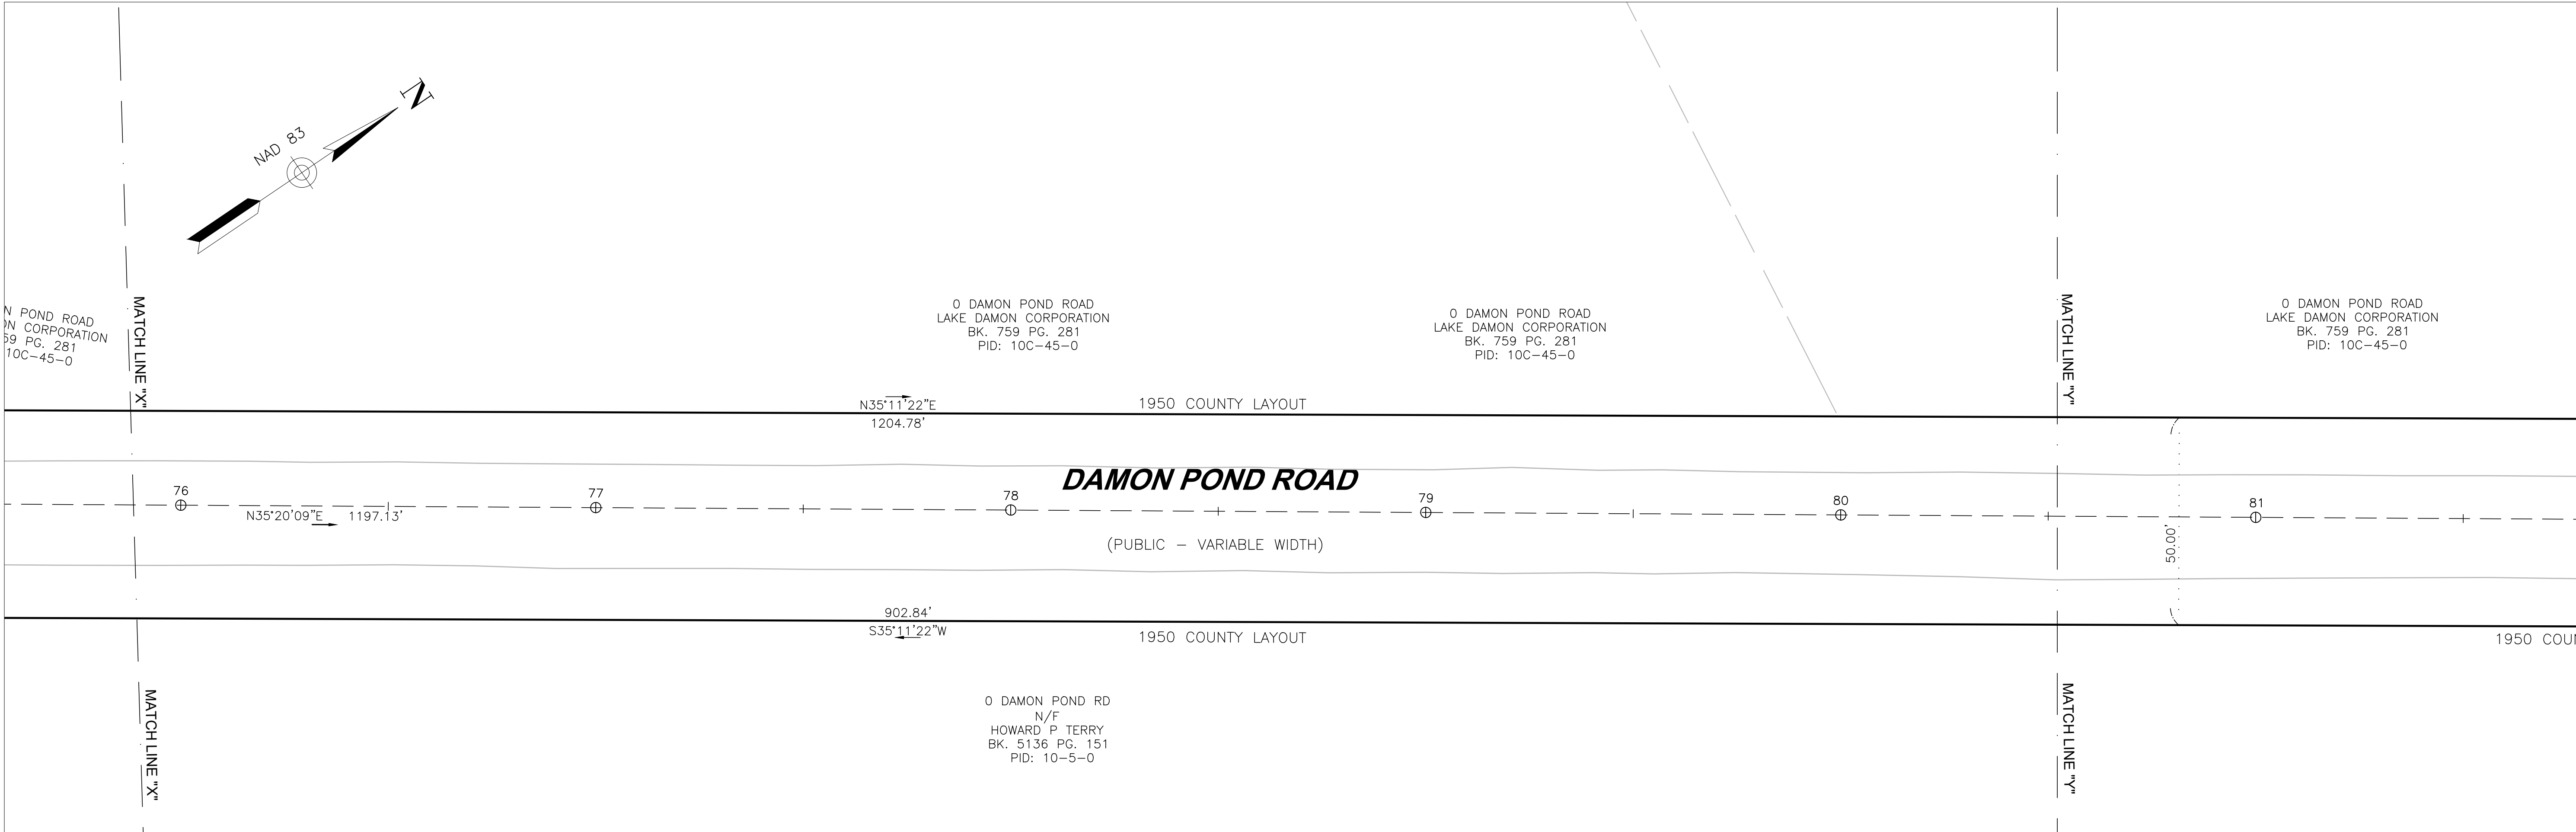 N
NAD 83
N POND ROAD
ON CORPORATION
59 PG. 281
10C-45-0
MATCH LINE "X"
0 DAMON POND ROAD
LAKE DAMON CORPORATION
BK. 759 PG. 281
PID: 10C-45-0
0 DAMON POND ROAD
LAKE DAMON CORPORATION
BK. 759 PG. 281
PID: 10C-45-0
MATCH LINE "Y"
0 DAMON POND ROAD
LAKE DAMON CORPORATION
BK. 759 PG. 281
PID: 10C-45-0
N35°11'22"E
1204.78'
1950 COUNTY LAYOUT
DAMON POND ROAD
76
77
78
79
80
81
N35°20'09"E 1197.13'
(PUBLIC - VARIABLE WIDTH)
50.00'
902.84'
S35°11'22"W
1950 COUNTY LAYOUT
1950 COUN
MATCH LINE "X"
0 DAMON POND RD
N/F
HOWARD P TERRY
BK. 5136 PG. 151
PID: 10-5-0
MATCH LINE "Y"